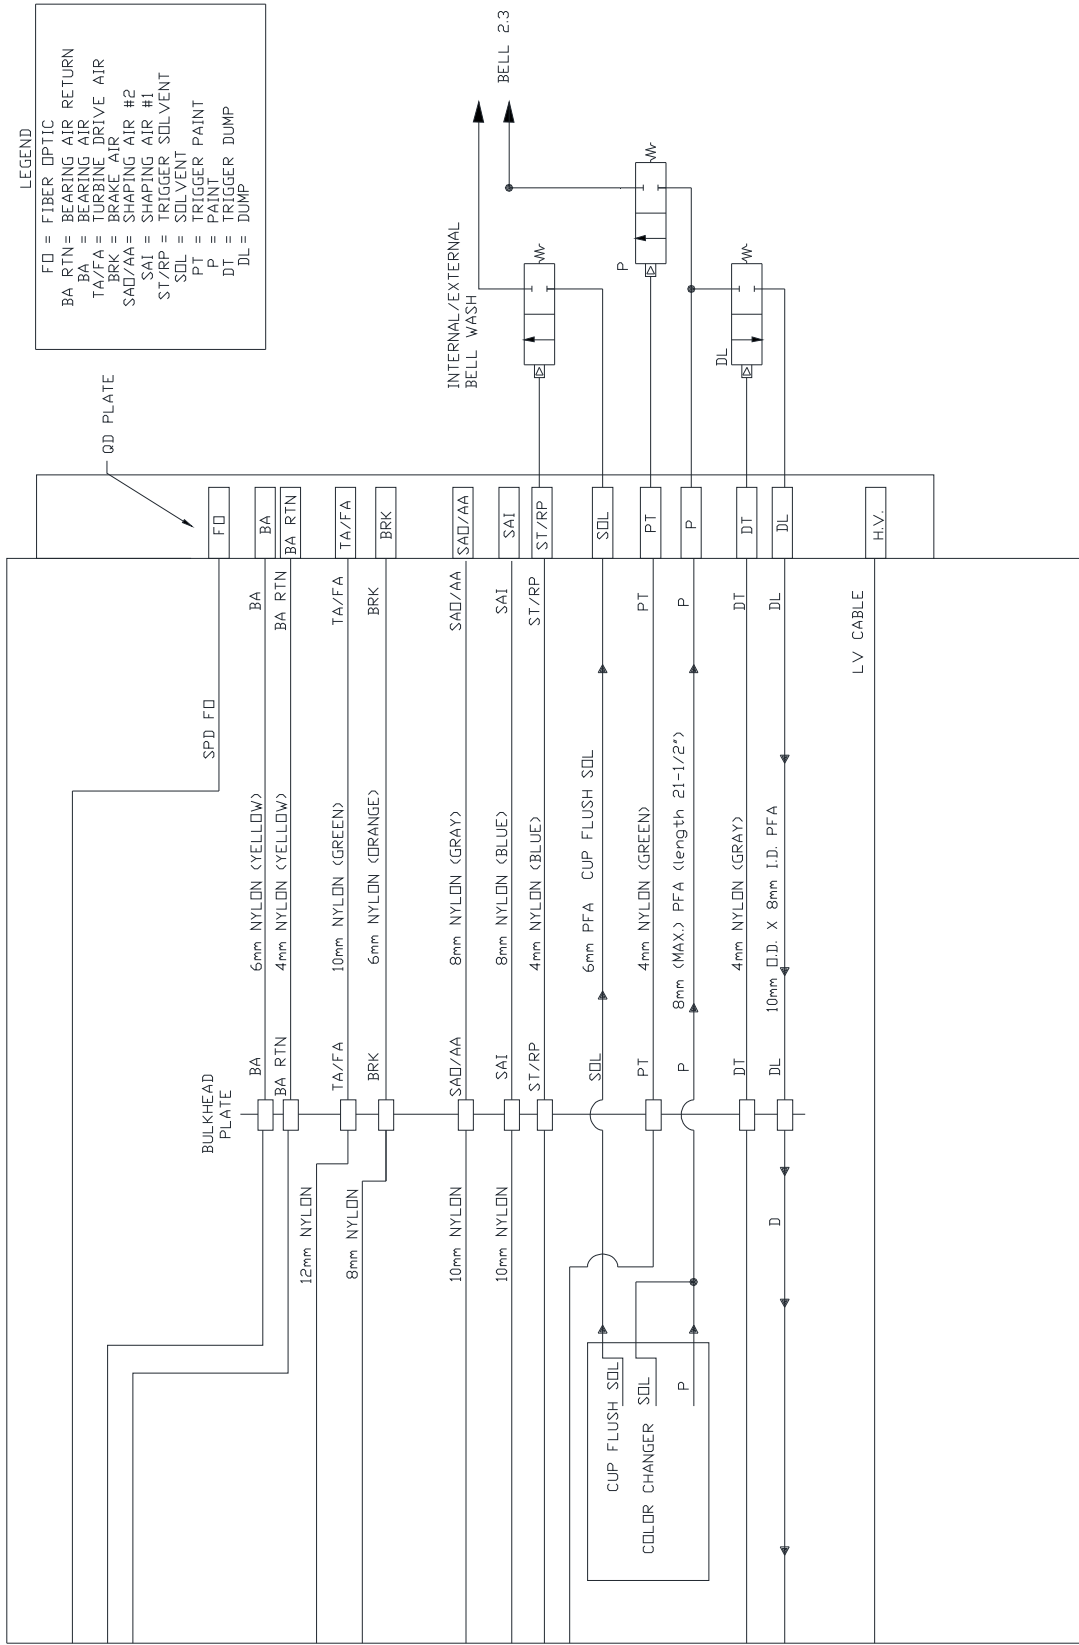 LEGEND
FO = FIBER OPTIC
BA RTN= BEARING AIR RETURN
BA = BEARING AIR
TA/FA = TURBINE DRIVE AIR
BRK = BRAKE AIR
SAO/AA= SHAPING AIR #2
SAI = SHAPING AIR #1
ST/RP = TRIGGER SOLVENT
SOL = SOLVENT
PT = TRIGGER PAINT
P = PAINT
DT = TRIGGER DUMP
DL = DUMP
BELL 2.3
INTERNAL/EXTERNAL
BELL WASH
P
DL
QD PLATE
FO
BA
BA RTN
TA/FA
BRK
SAO/AA
SAI
ST/RP
SOL
PT
P
DT
DL
H.V.
SPD FO
BA
BA RTN
TA/FA
BRK
SAO/AA
SAI
ST/RP
PT
P
DT
DL
LV CABLE
6mm NYLON (YELLOW)
4mm NYLON (YELLOW)
10mm NYLON (GREEN)
6mm NYLON (ORANGE)
8mm NYLON (GRAY)
8mm NYLON (BLUE)
4mm NYLON (BLUE)
6mm PFA CUP FLUSH SOL
4mm NYLON (GREEN)
8mm (MAX.) PFA (length 21-1/2")
4mm NYLON (GRAY)
10mm O.D. X 8mm I.D. PFA
BULKHEAD
PLATE
BA
BA RTN
TA/FA
BRK
SAO/AA
SAI
ST/RP
SOL
PT
P
DT
DL
12mm NYLON
8mm NYLON
10mm NYLON
10mm NYLON
D
CUP FLUSH SOL
COLOR CHANGER SOL
P